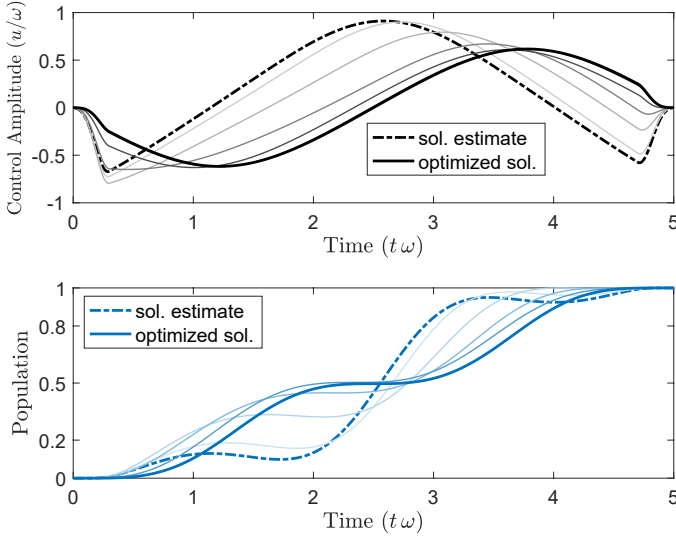 Control Amplitude (u/ω)
1
0.5
0
-0.5
-1
sol. estimate
optimized sol.
0 1 2 3 4 5
Time (t ω)
Population
1
0.8
0.5
0.2
0
sol. estimate
optimized sol.
0 1 2 3 4 5
Time (t ω)